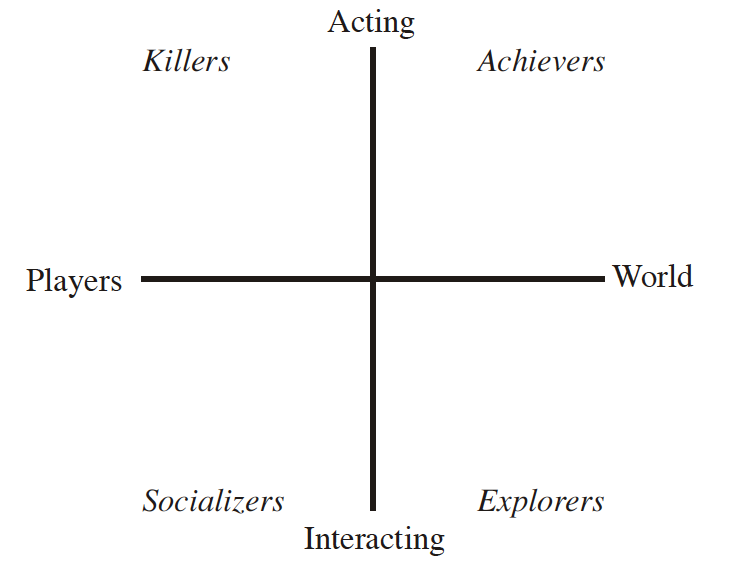 Acting
Killers
Achievers
Players
World
Socializers
Explorers
Interacting